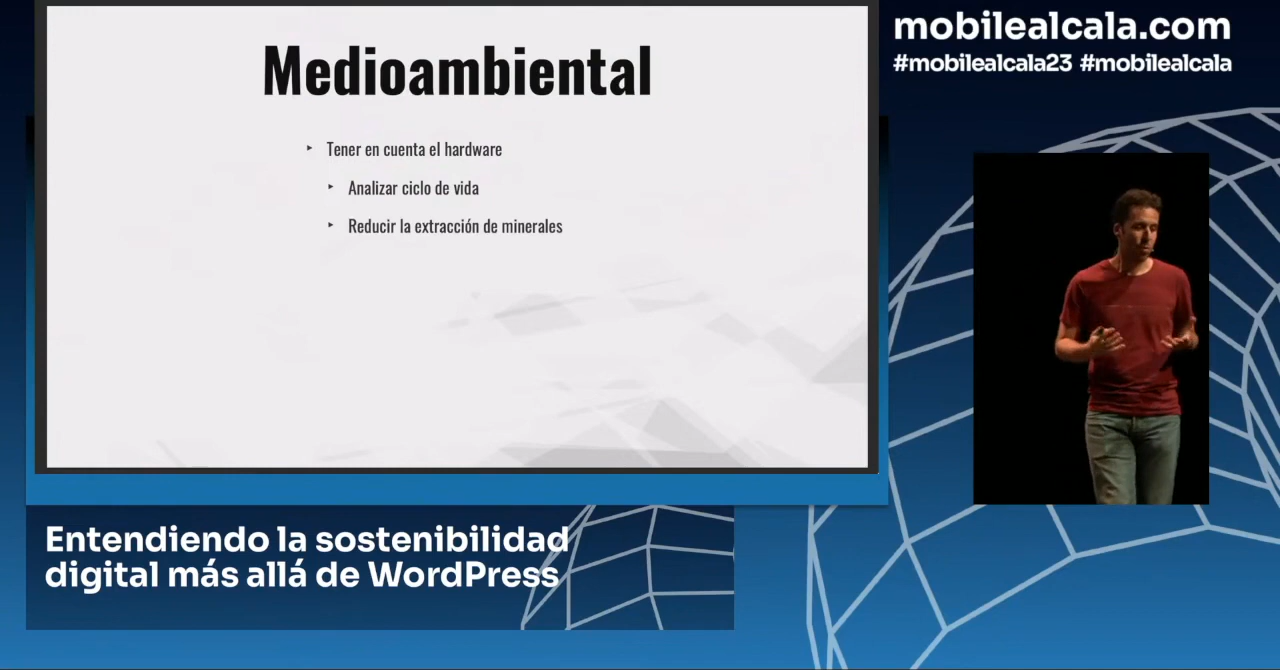 Medioambiental
Tener en cuenta el hardware
Analizar ciclo de vida
Reducir la extracción de minerales
mobilealcala.com
#mobilealcala23 #mobilealcala
Entendiendo la sostenibilidad
digital más allá de WordPress